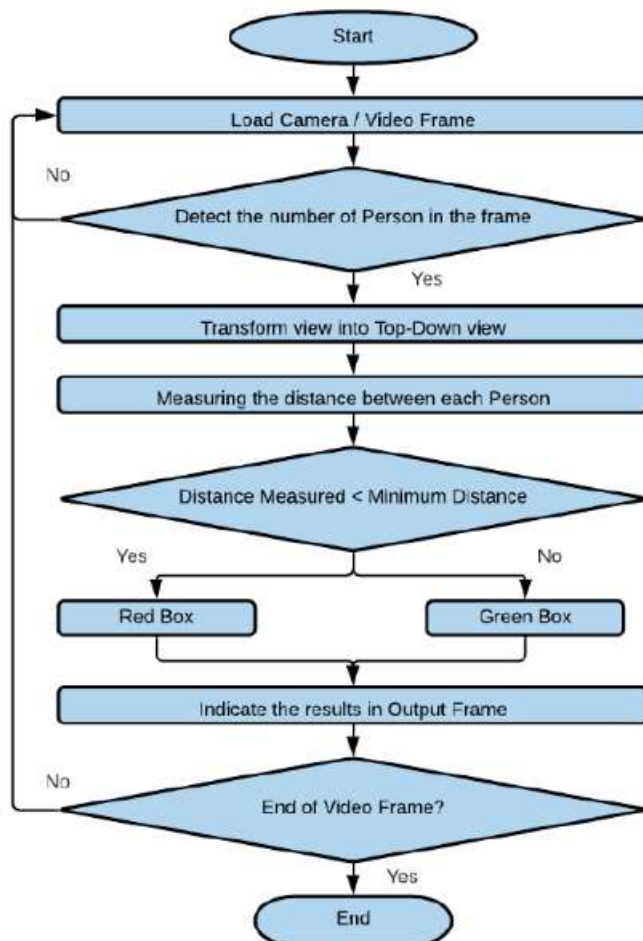 Start
Load Camera / Video Frame
No
Detect the number of Person in the frame
Yes
Transform view into Top-Down view
Measuring the distance between each Person
Distance Measured < Minimum Distance
Yes
No
Red Box
Green Box
Indicate the results in Output Frame
No
End of Video Frame?
Yes
End